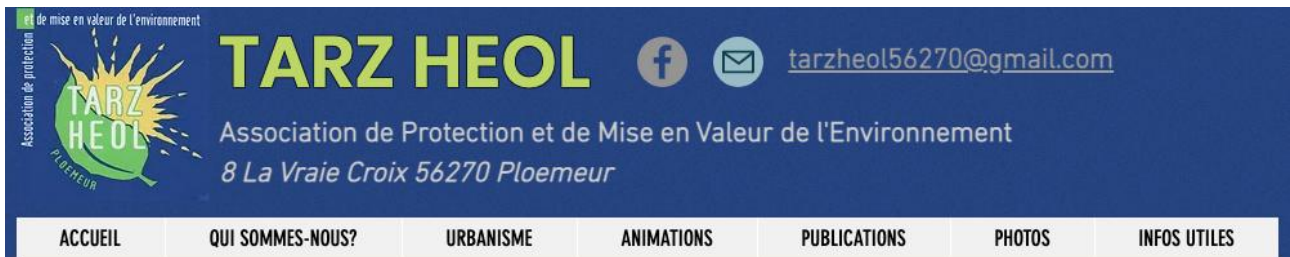 et de mise en valeur de l'environnement
Association de protection
TARZ
HEOL
PLOEMEUR
TARZ HEOL
tarzheol56270@gmail.com
Association de Protection et de Mise en Valeur de l'Environnement
8 La Vraie Croix 56270 Ploemeur
ACCUEIL QUI SOMMES-NOUS? URBANISME ANIMATIONS PUBLICATIONS PHOTOS INFOS UTILES